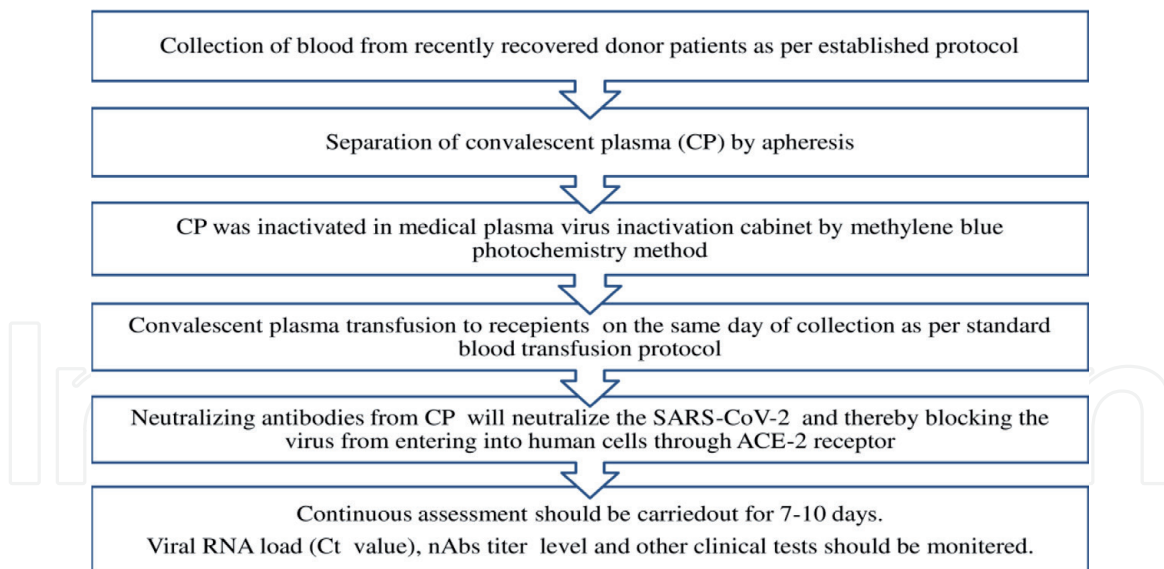 Collection of blood from recently recovered donor patients as per established protocol
Separation of convalescent plasma (CP) by apheresis
CP was inactivated in medical plasma virus inactivation cabinet by methylene blue
photochemistry method
Convalescent plasma transfusion to recepients on the same day of collection as per standard
blood transfusion protocol
Neutralizing antibodies from CP will neutralize the SARS-CoV-2 and thereby blocking the
virus from entering into human cells through ACE-2 receptor
Continuous assessment should be carriedout for 7-10 days.
Viral RNA load (Ct value), nAbs titer level and other clinical tests should be monitered.